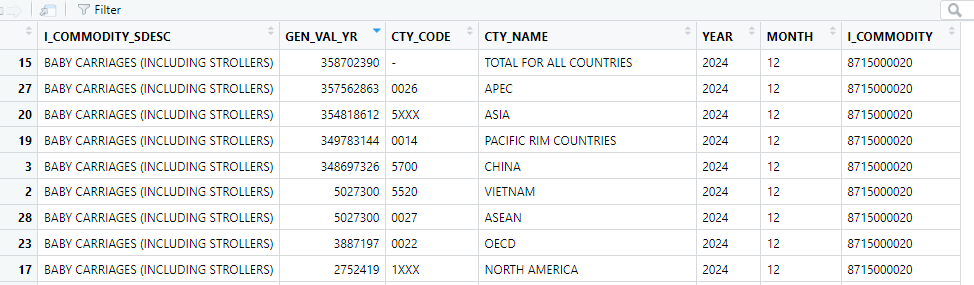 Filter
I_COMMODITY_SDESC GEN_VAL_YR CTY_CODE CTY_NAME YEAR MONTH I_COMMODITY
15 BABY CARRIAGES (INCLUDING STROLLERS) 358702390 - TOTAL FOR ALL COUNTRIES 2024 12 8715000020
27 BABY CARRIAGES (INCLUDING STROLLERS) 357562863 0026 APEC 2024 12 8715000020
20 BABY CARRIAGES (INCLUDING STROLLERS) 354818612 5XXX ASIA 2024 12 8715000020
19 BABY CARRIAGES (INCLUDING STROLLERS) 349783144 0014 PACIFIC RIM COUNTRIES 2024 12 8715000020
3 BABY CARRIAGES (INCLUDING STROLLERS) 348697326 5700 CHINA 2024 12 8715000020
2 BABY CARRIAGES (INCLUDING STROLLERS) 5027300 5520 VIETNAM 2024 12 8715000020
28 BABY CARRIAGES (INCLUDING STROLLERS) 5027300 0027 ASEAN 2024 12 8715000020
23 BABY CARRIAGES (INCLUDING STROLLERS) 3887197 0022 OECD 2024 12 8715000020
17 BABY CARRIAGES (INCLUDING STROLLERS) 2752419 1XXX NORTH AMERICA 2024 12 8715000020